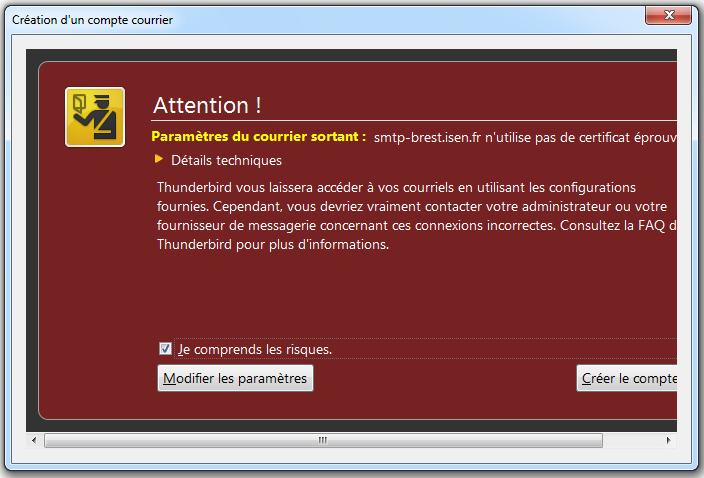 Création d'un compte courrier
Attention !
Paramètres du courrier sortant : smtp-brest.isen.fr n'utilise pas de certificat éprouv
Détails techniques
Thunderbird vous laissera accéder à vos courriels en utilisant les configurations
fournies. Cependant, vous devriez vraiment contacter votre administrateur ou votre
fournisseur de messagerie concernant ces connexions incorrectes. Consultez la FAQ d
Thunderbird pour plus d'informations.
Je comprends les risques.
Modifier les paramètres
Créer le compte